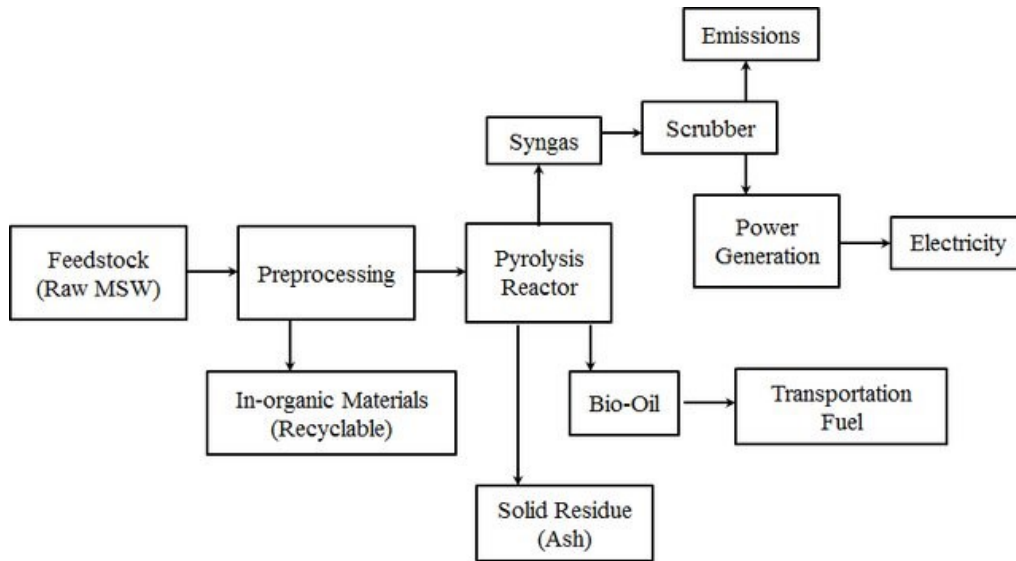 Emissions
Syngas
Scrubber
Feedstock
(Raw MSW)
Preprocessing
Pyrolysis
Reactor
Power
Generation
Electricity
In-organic Materials
(Recyclable)
Bio-Oil
Transportation
Fuel
Solid Residue
(Ash)